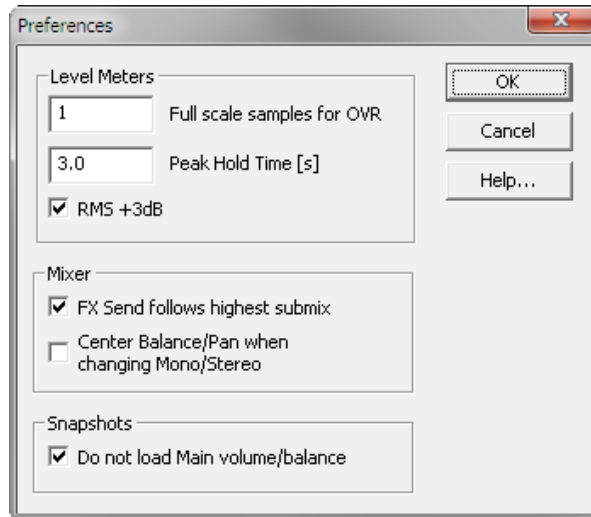 Preferences
Level Meters
1 Full scale samples for OVR
3.0 Peak Hold Time [s]
RMS +3dB
Mixer
FX Send follows highest submix
Center Balance/Pan when
changing Mono/Stereo
Snapshots
Do not load Main volume/balance
OK
Cancel
Help...